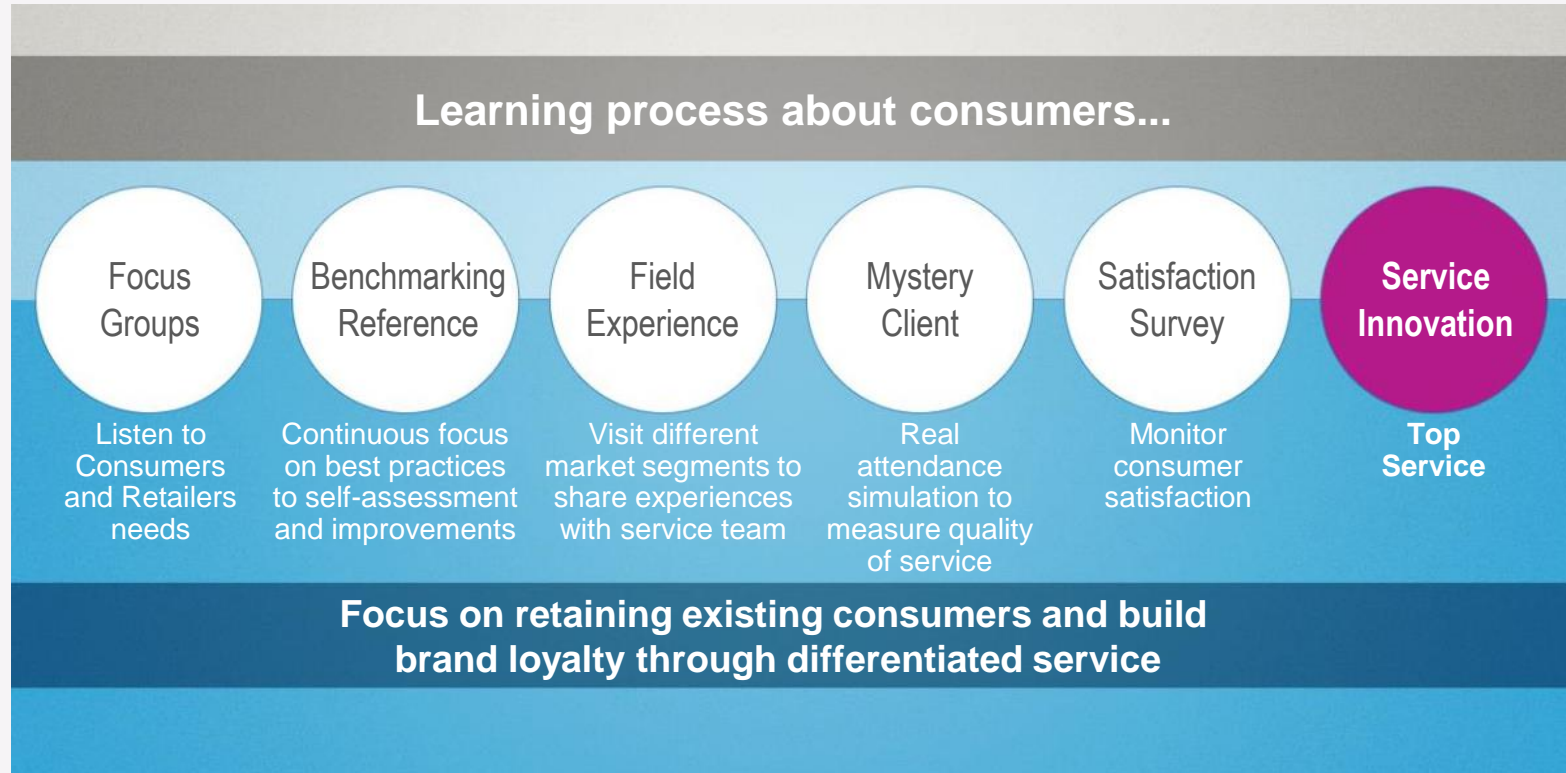 Learning process about consumers...
Focus
Groups
Benchmarking
Reference
Field
Experience
Mystery
Client
Satisfaction
Survey
Service
Innovation
Listen to
Consumers
and Retailers
needs
Continuous focus
on best practices
to self-assessment
and improvements
Visit different
market segments to
share experiences
with service team
Real
attendance
simulation to
measure quality
of service
Monitor
consumer
satisfaction
Top
Service
Focus on retaining existing consumers and build
brand loyalty through differentiated service